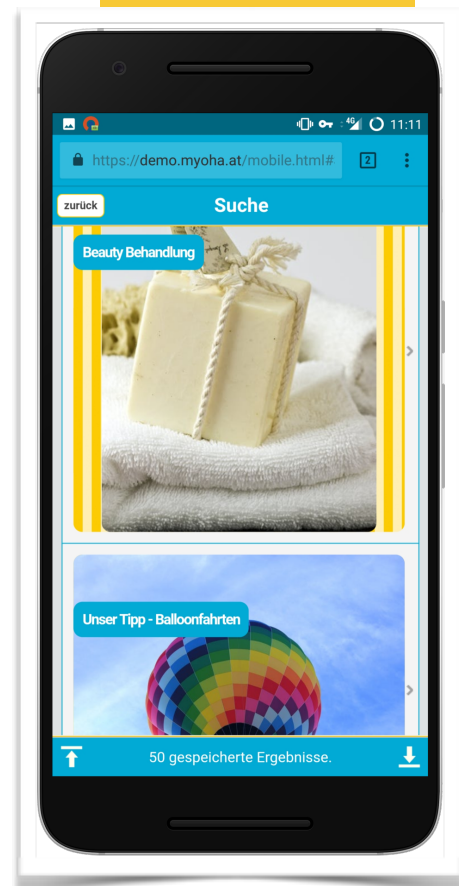 4G
11:11
https://demo.myoha.at/mobile.html#
2
zurück
Suche
Beauty Behandlung
Unser Tipp - Balloonfahrten
50 gespeicherte Ergebnisse.